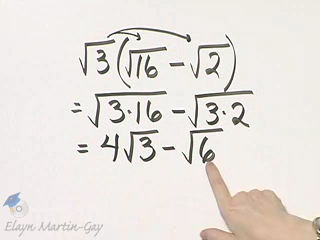 √3(√16 − √2)
= √3·16 − √3·2
= 4√3 − √6
Elayn Martin-Gay